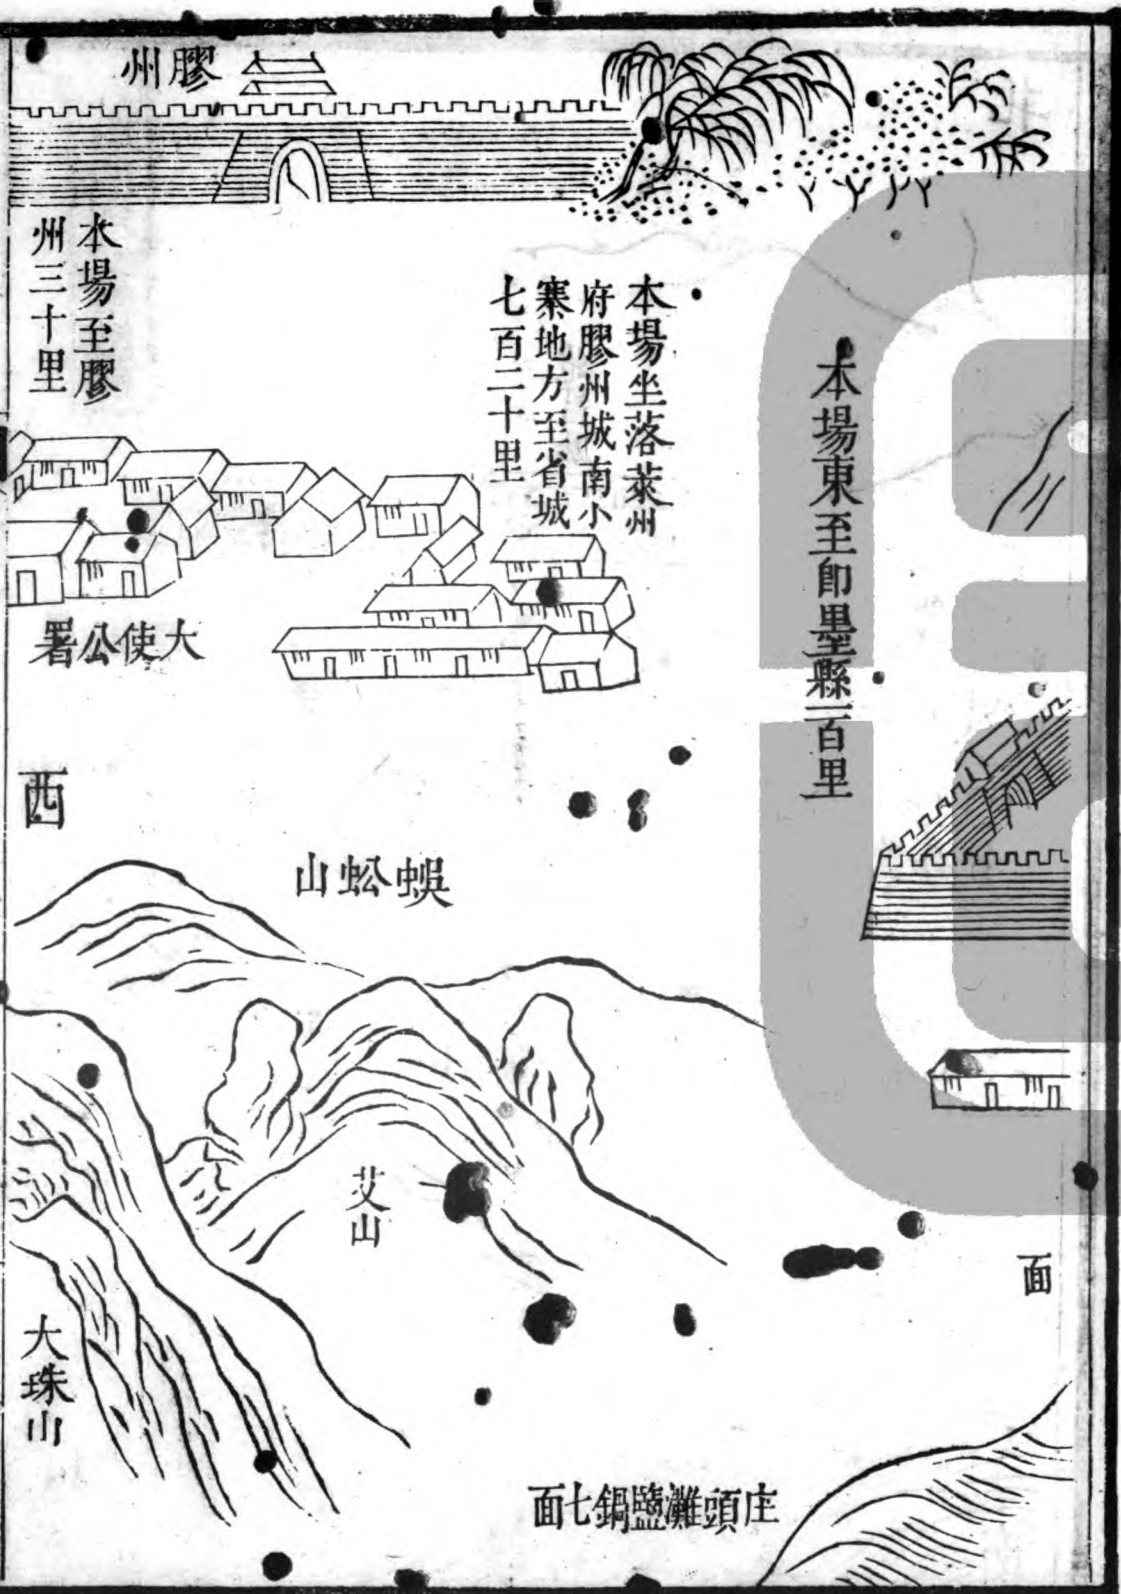 膠州
本場東至卽墨縣一百里
本場坐落萊州
府膠州城南小
寨地方至省城
七百二十里
本場至膠
州三十里
大使公署
西
蜈蚣山
艾山
面
大珠山
庄頭灘鹽鍋七面